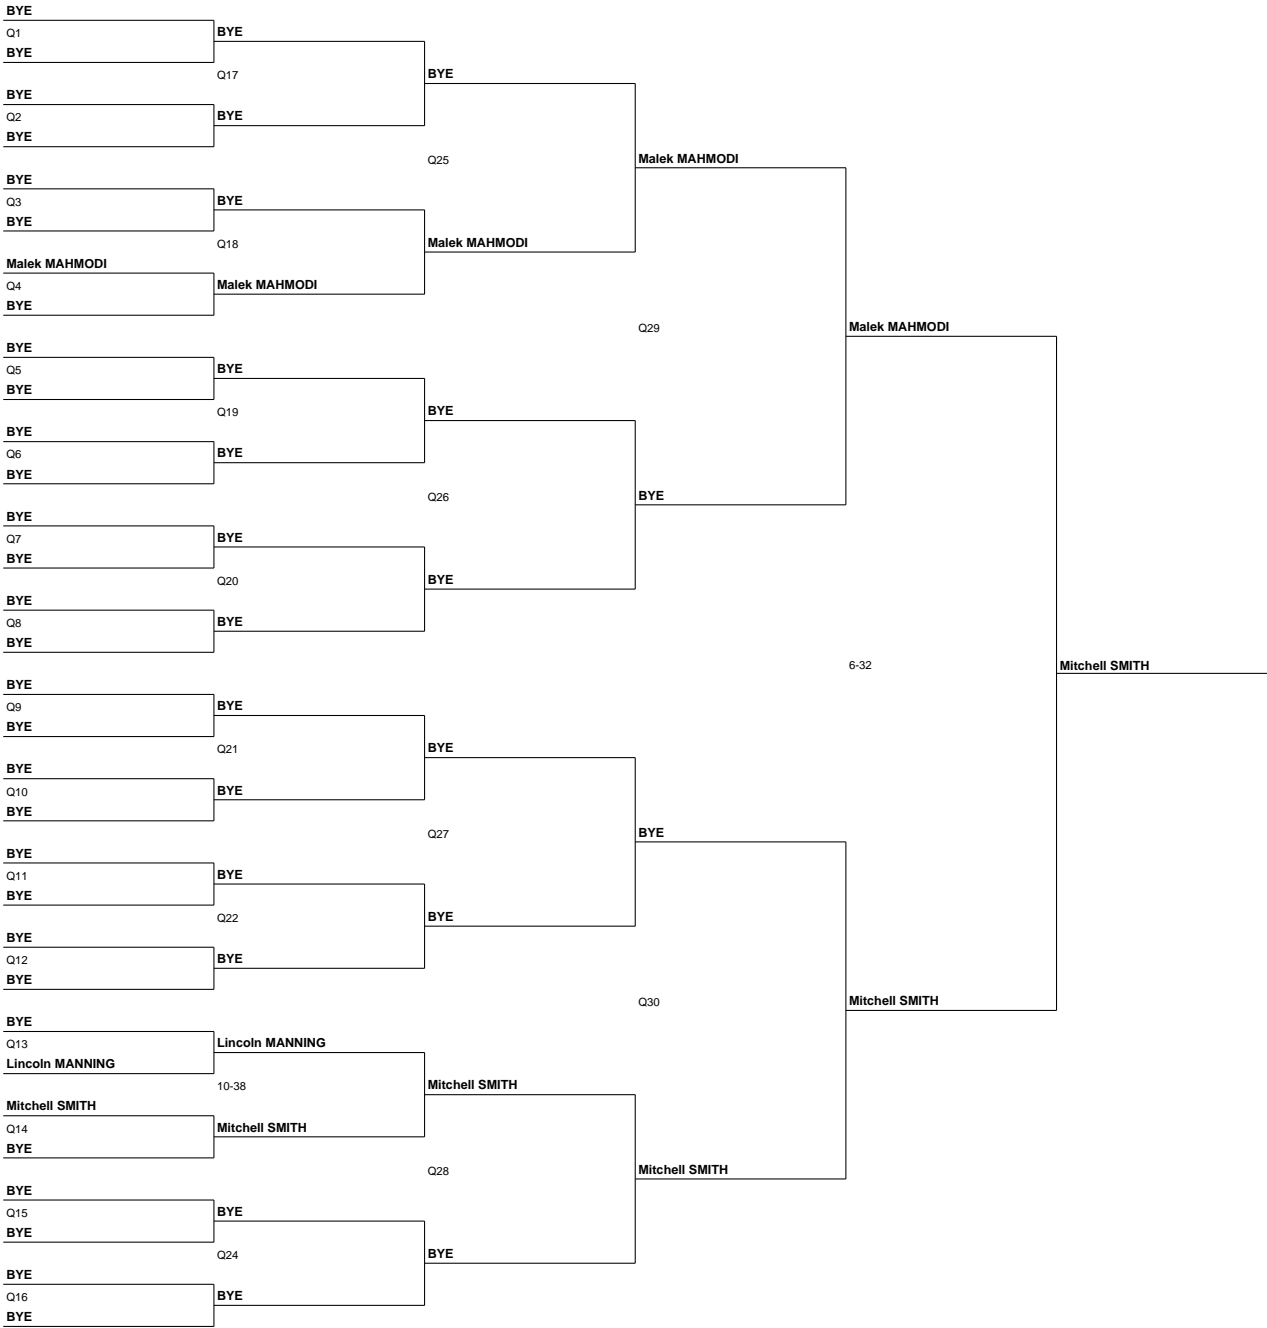 BYE
Q1
BYE
BYE
Q17
BYE
BYE
Q2
BYE
BYE
Q25
Malek MAHMODI
BYE
Q3
BYE
BYE
Q18
Malek MAHMODI
Malek MAHMODI
Q4
Malek MAHMODI
BYE
Q29
Malek MAHMODI
BYE
Q5
BYE
BYE
Q19
BYE
BYE
Q6
BYE
BYE
Q26
BYE
BYE
Q7
BYE
BYE
Q20
BYE
BYE
Q8
BYE
BYE
6-32
Mitchell SMITH
BYE
Q9
BYE
BYE
Q21
BYE
BYE
Q10
BYE
BYE
Q27
BYE
BYE
Q11
BYE
BYE
Q22
BYE
BYE
Q12
BYE
BYE
Q30
Mitchell SMITH
BYE
Q13
Lincoln MANNING
Lincoln MANNING
10-38
Mitchell SMITH
Mitchell SMITH
Q14
Mitchell SMITH
BYE
Q28
Mitchell SMITH
BYE
Q15
BYE
BYE
Q24
BYE
BYE
Q16
BYE
BYE